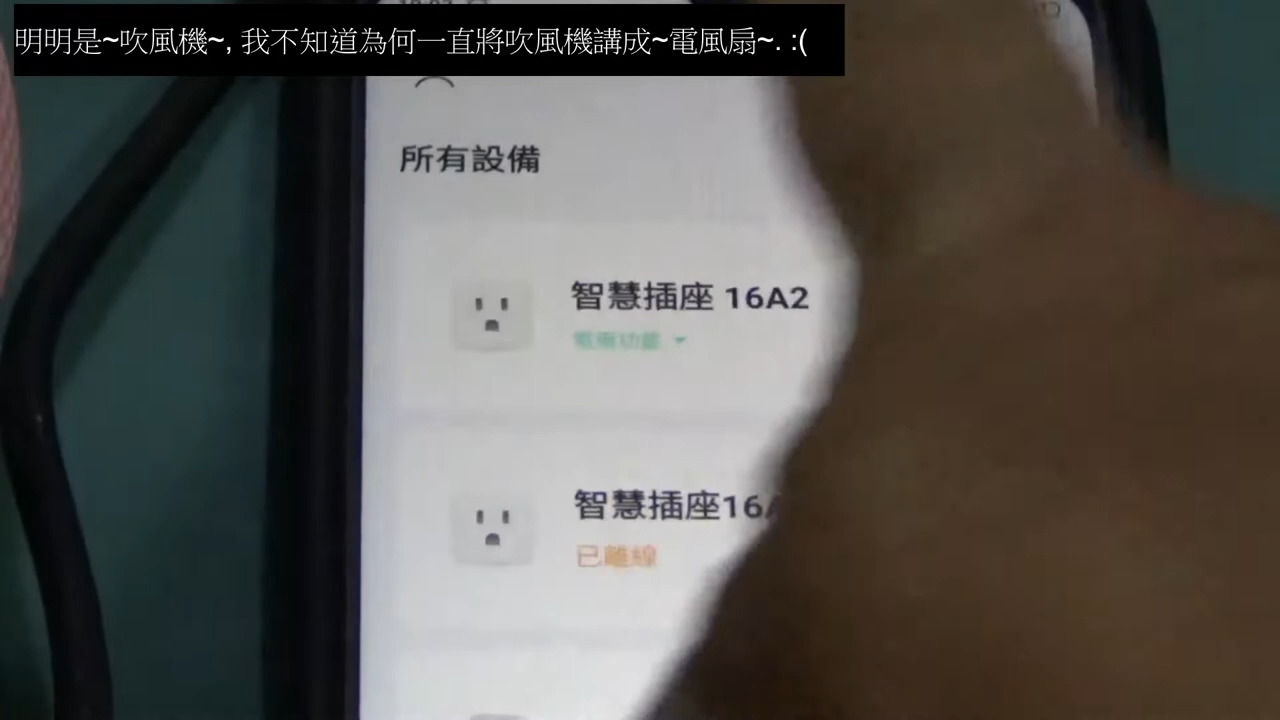 明明是~吹風機~, 我不知道為何一直將吹風機講成~電風扇~. :(
所有設備
智慧插座 16A2
功能
智慧插座16A
已離線